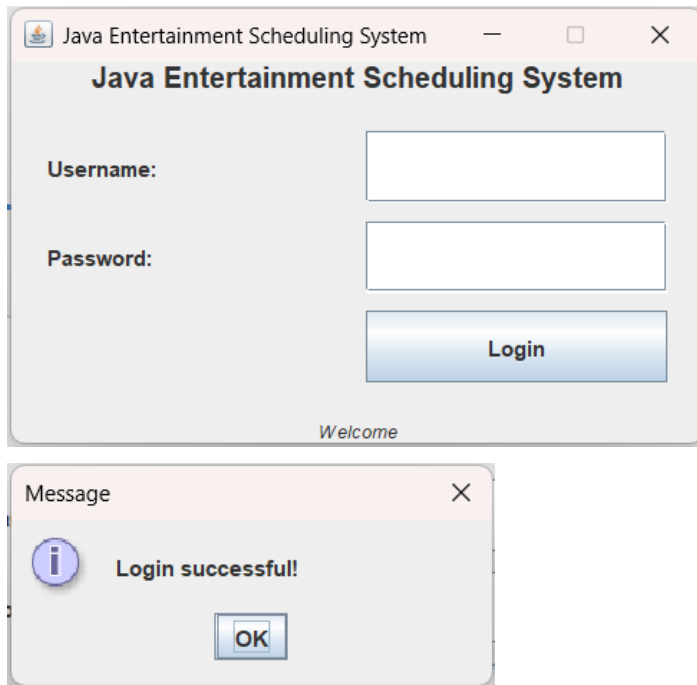 Java Entertainment Scheduling System
Java Entertainment Scheduling System
Username:
Password:
Login
Welcome
Message
i
Login successful!
OK